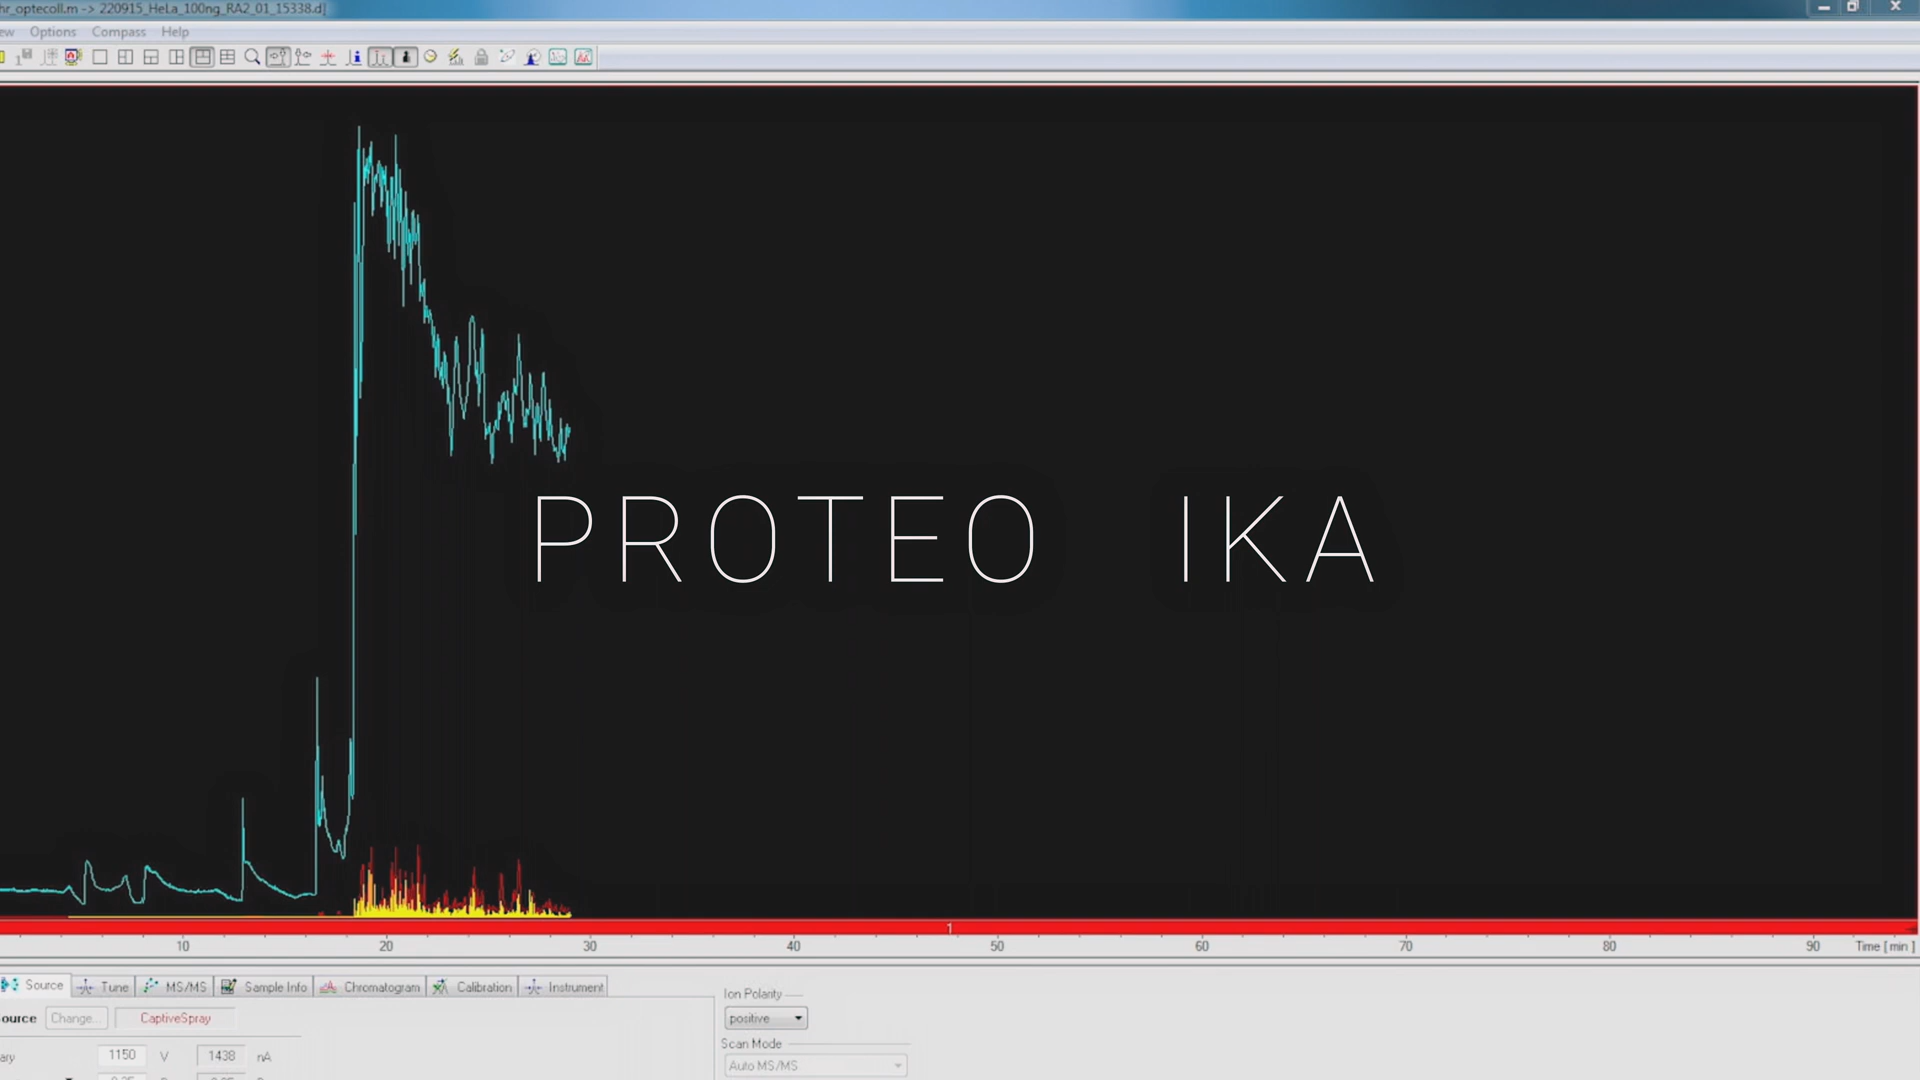 hr_optecoll.m -> 220915_HeLa_100ng_RA2_01_15338.d]
ew Options Compass Help
PROTEO IKA
1
10 20 30 40 50 60 70 80 90 Time [min]
Source Tune MS/MS Sample Info Chromatogram Calibration Instrument
Ion Polarity
ource Change... CaptiveSpray
positive
Scan Mode
ary 1150 V 1438 nA
Auto MS/MS